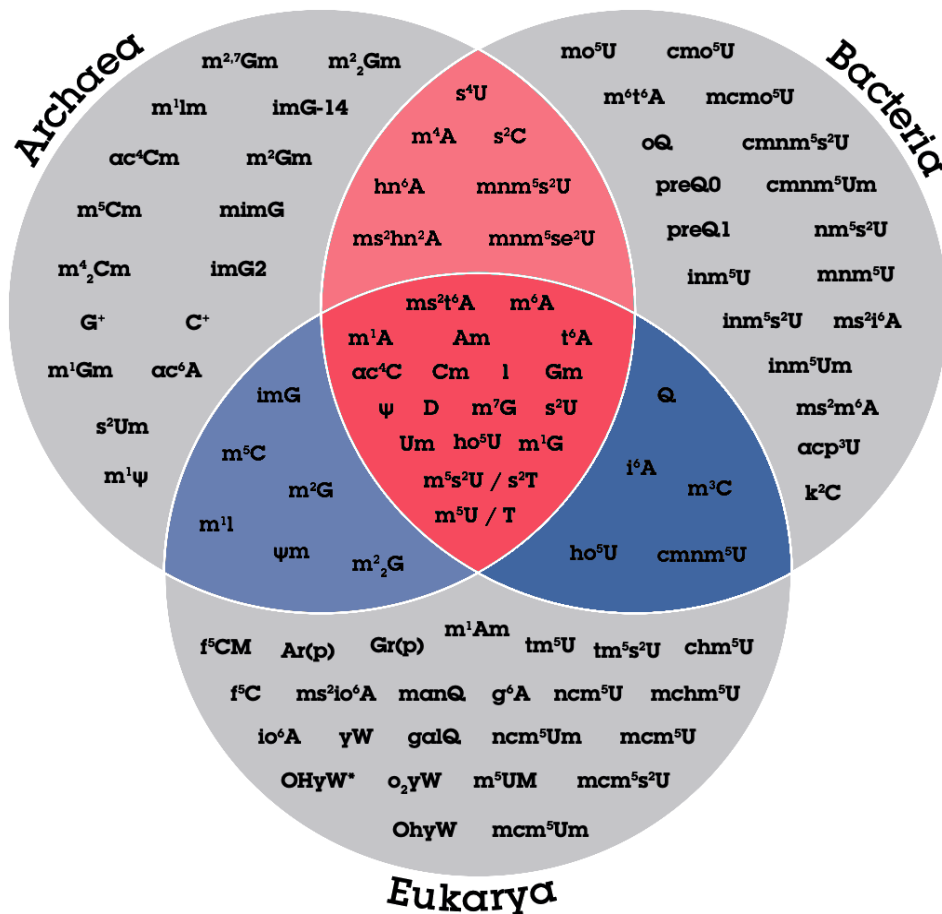 Archaea
m²,⁷Gm m²₂Gm
m¹lm imG-14
ac⁴Cm m²Gm
m⁵Cm mimG
m⁴₂Cm imG2
G⁺ C⁺
m¹Gm ac⁶A
s²Um
m¹ψ
s⁴U
m⁴A s²C
hn⁶A mnm⁵s²U
ms²hn²A mnm⁵se²U
Bacteria
mo⁵U cmo⁵U
m⁶t⁶A mcmo⁵U
oQ cmnm⁵s²U
preQ0 cmnm⁵Um
preQ1 nm⁵s²U
inm⁵U mnm⁵U
inm⁵s²U ms²i⁶A
inm⁵Um
ms²m⁶A
acp³U
k²C
ms²t⁶A m⁶A
m¹A Am t⁶A
ac⁴C Cm l Gm
ψ D m⁷G s²U
Um ho⁵U m¹G
m⁵s²U / s²T
m⁵U / T
imG
m⁵C
m²G
m¹l
ψm m²₂G
Q
i⁶A
m³C
ho⁵U cmnm⁵U
f⁵CM Ar(p) Gr(p) m¹Am tm⁵U tm⁵s²U chm⁵U
f⁵C ms²io⁶A manQ g⁶A ncm⁵U mchm⁵U
io⁶A yW galQ ncm⁵Um mcm⁵U
OHyW* o₂yW m⁵UM mcm⁵s²U
OhyW mcm⁵Um
Eukarya